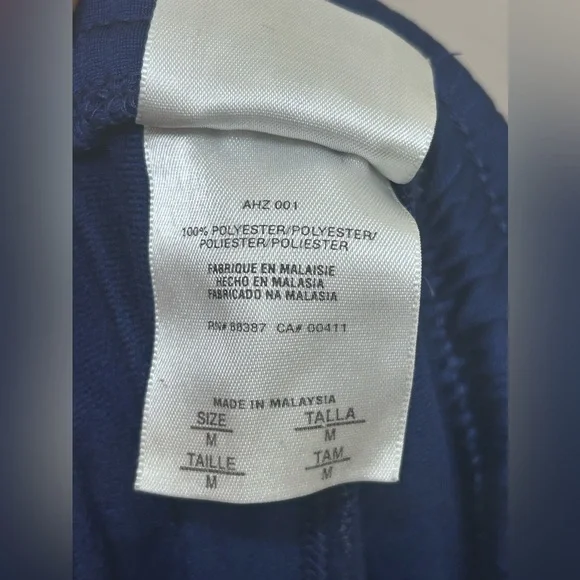 AHZ 001
100% POLYESTER/POLYESTER/
POLIESTER/POLIESTER
FABRIQUE EN MALAISIE
HECHO EN MALASIA
FABRICADO NA MALASIA
RN# 88387 CA# 00411
MADE IN MALAYSIA
SIZE TALLA
M M
TAILLE TAM
M M